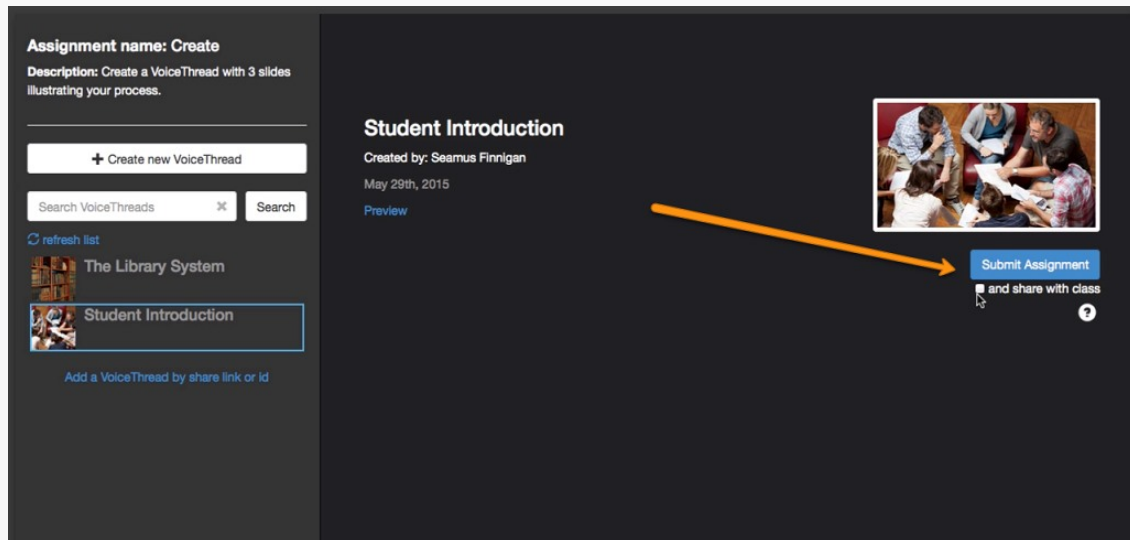 Assignment name: Create
Description: Create a VoiceThread with 3 slides
illustrating your process.
+ Create new VoiceThread
Search VoiceThreads
Search
refresh list
The Library System
Student Introduction
Add a VoiceThread by share link or id
Student Introduction
Created by: Seamus Finnigan
May 29th, 2015
Preview
Submit Assignment
and share with class
?